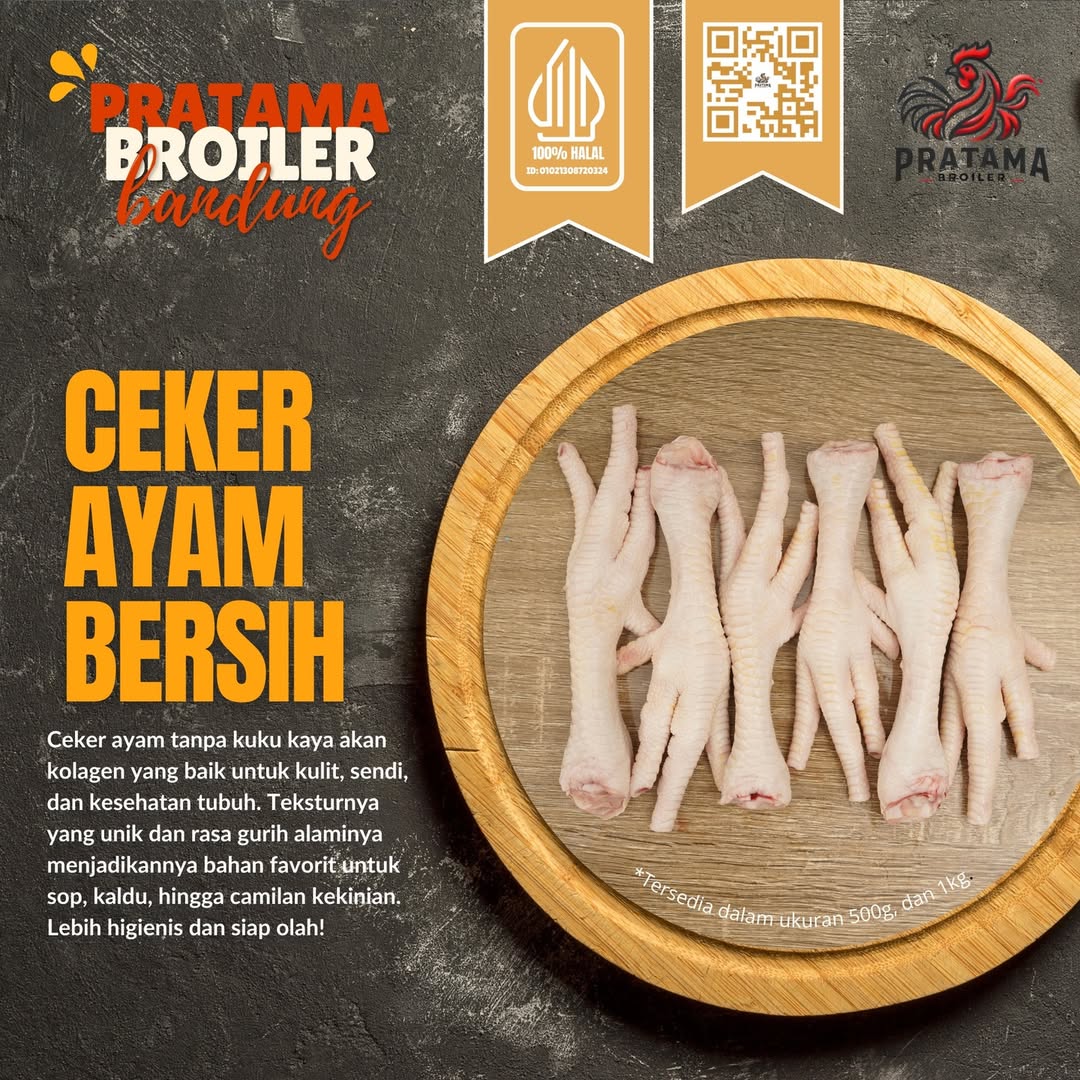 PRATAMA
BROILER
bandung
100% HALAL
ID: 01021308720324
PRATAMA
BROILER
CEKER
AYAM
BERSIH
Ceker ayam tanpa kuku kaya akan
kolagen yang baik untuk kulit, sendi,
dan kesehatan tubuh. Teksturnya
yang unik dan rasa gurih alaminya
menjadikannya bahan favorit untuk
sop, kaldu, hingga camilan kekinian.
Lebih higienis dan siap olah!
*Tersedia dalam ukuran 500g, dan 1kg.